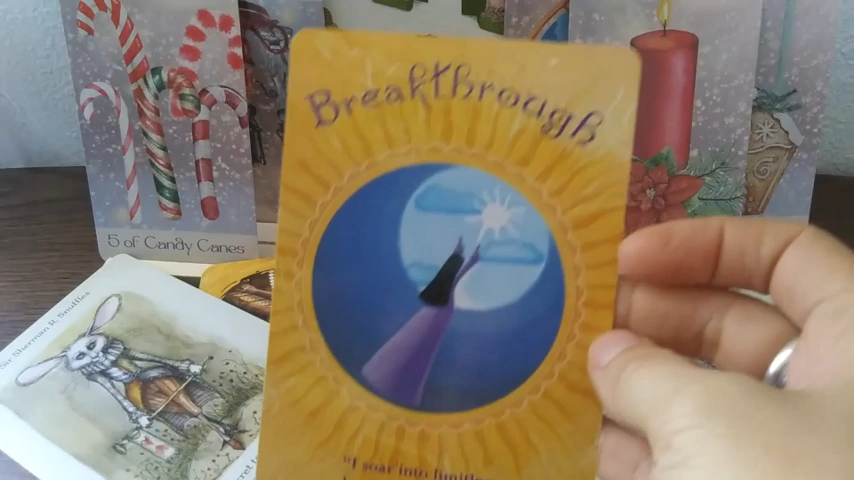 Breakthrough
5 of Candy Canes
Sir Sherman R. Snuffles
"I soar into